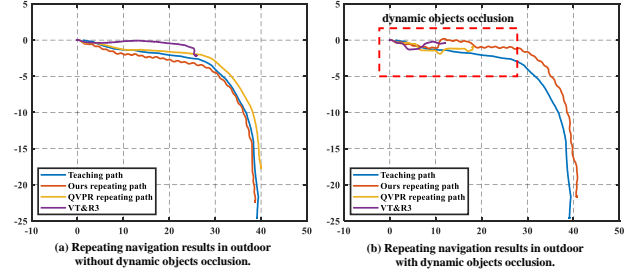 (a)
5
0
-5
-10
-15
-20
-25
-10
0
10
20
30
40
50
Teaching path
Ours repeating path
QVPR repeating path
VT&R3
(a) Repeating navigation results in outdoor
without dynamic objects occlusion.
(b)
dynamic objects occlusion
5
0
-5
-10
-15
-20
-25
-10
0
10
20
30
40
50
Teaching path
Ours repeating path
QVPR repeating path
VT&R3
(b) Repeating navigation results in outdoor
with dynamic objects occlusion.